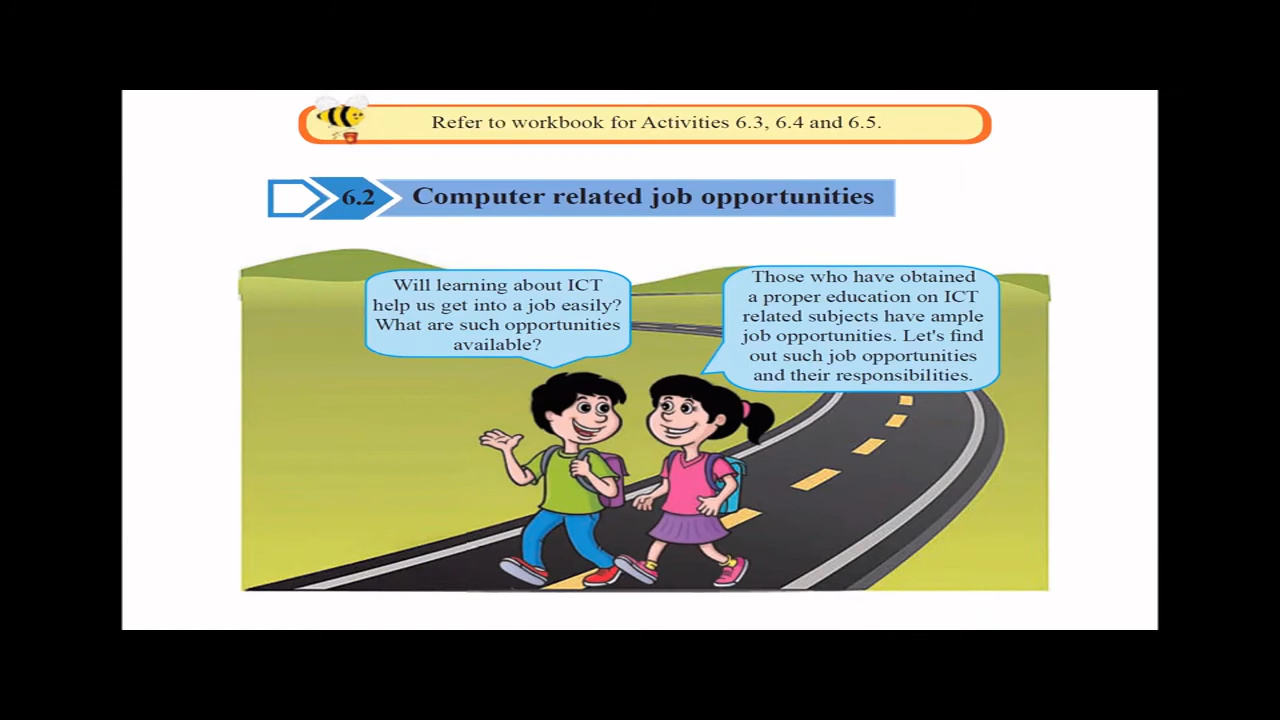 Refer to workbook for Activities 6.3, 6.4 and 6.5.
6.2 Computer related job opportunities
Will learning about ICT
help us get into a job easily?
What are such opportunities
available?
Those who have obtained
a proper education on ICT
related subjects have ample
job opportunities. Let's find
out such job opportunities
and their responsibilities.